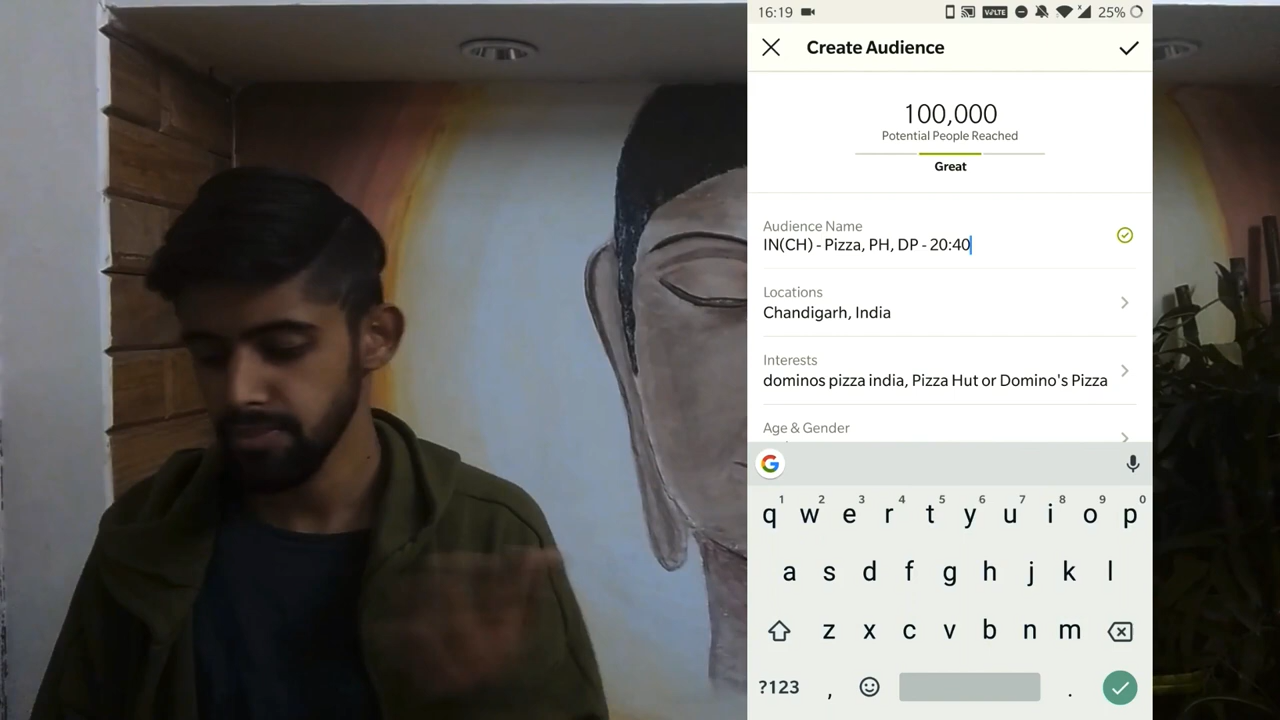 16:19 VoLTE 25%
Create Audience
100,000
Potential People Reached
Great
Audience Name
IN(CH) - Pizza, PH, DP - 20:40
Locations
Chandigarh, India
Interests
dominos pizza india, Pizza Hut or Domino's Pizza
Age & Gender
G
1 2 3 4 5 6 7 8 9 0
q w e r t y u i o p
a s d f g h j k l
z x c v b n m
?123 , .